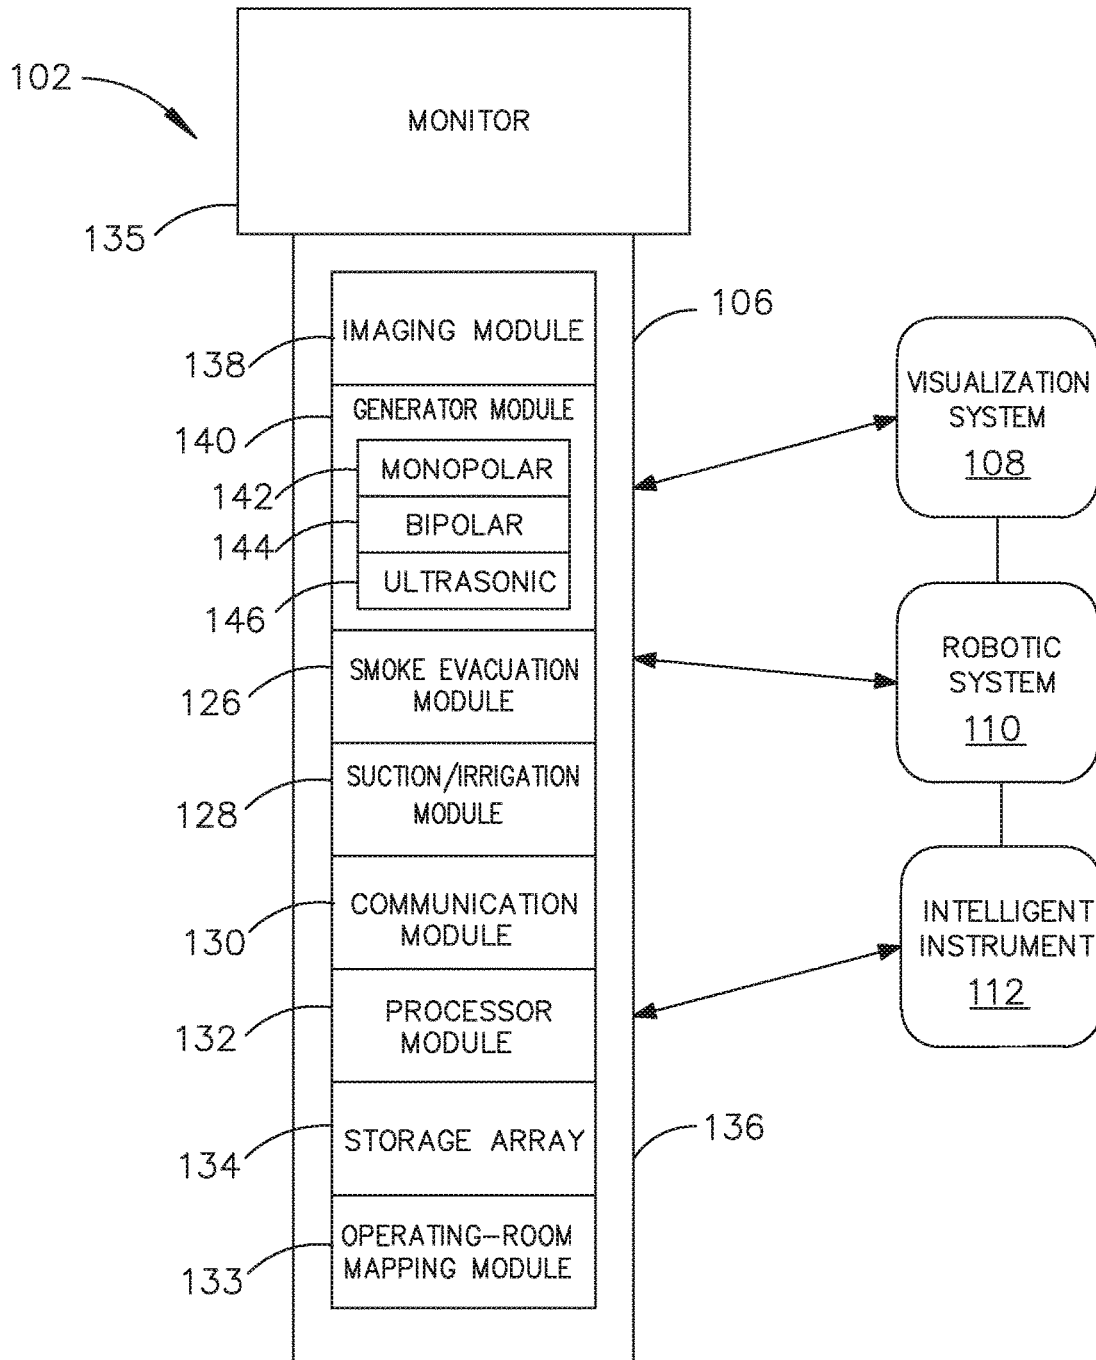 102
MONITOR
135
106
IMAGING MODULE
138
GENERATOR MODULE
140
MONOPOLAR
142
BIPOLAR
144
ULTRASONIC
146
SMOKE EVACUATION
MODULE
126
SUCTION/IRRIGATION
MODULE
128
COMMUNICATION
MODULE
130
PROCESSOR
MODULE
132
STORAGE ARRAY
134
136
OPERATING-ROOM
MAPPING MODULE
133
VISUALIZATION
SYSTEM
108
ROBOTIC
SYSTEM
110
INTELLIGENT
INSTRUMENT
112